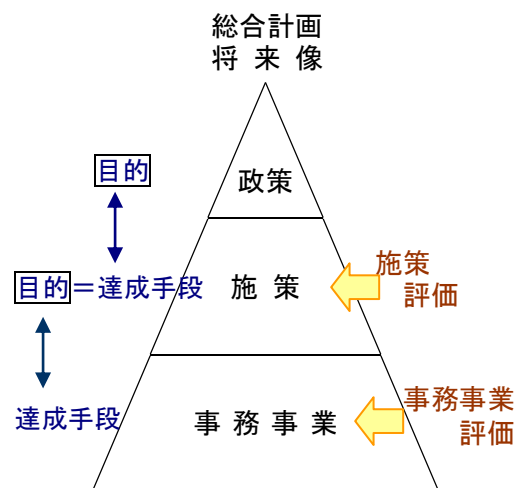 総合計画
将来像
政策
目的
目的＝達成手段
施策
施策
評価
達成手段
事務事業
事務事業
評価